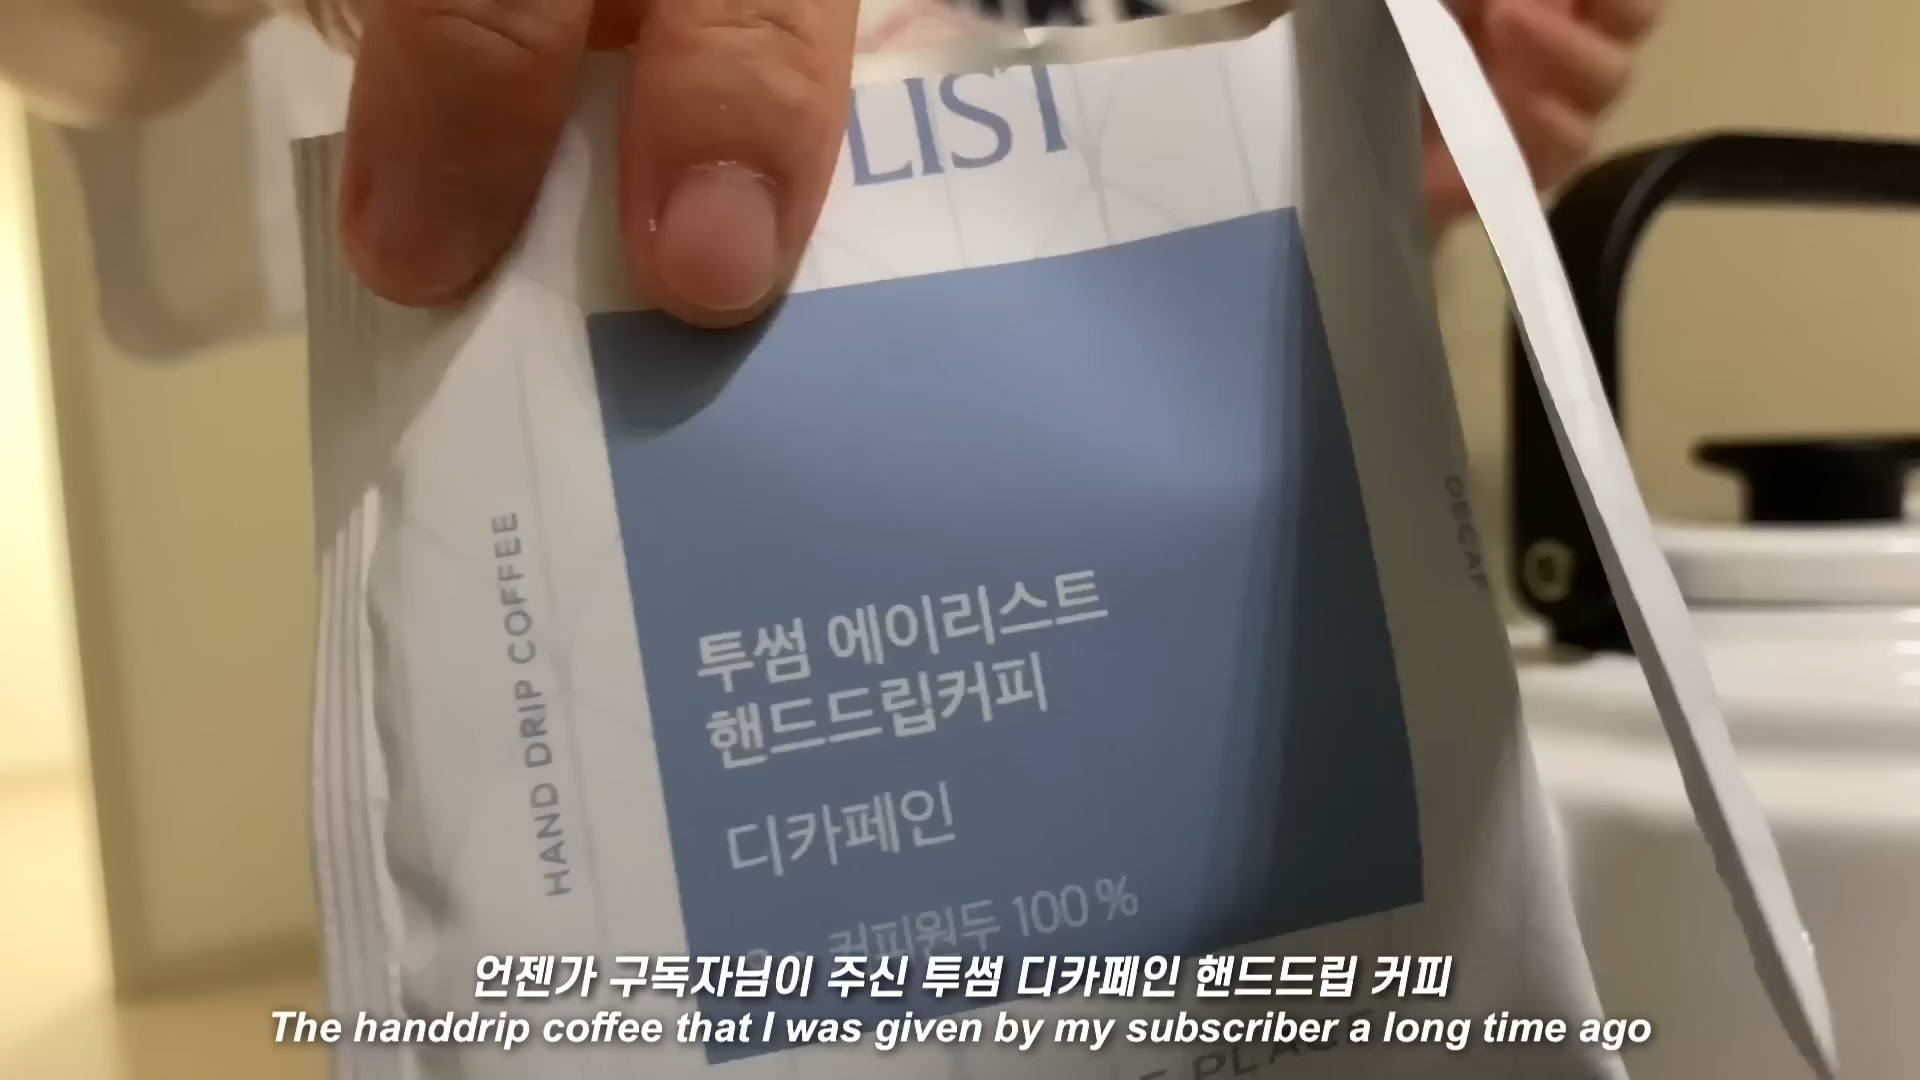 LIST
HAND DRIP COFFEE
DECAF
투썸 에이리스트
핸드드립커피
디카페인
커피원두 100%
언젠가 구독자님이 주신 투썸 디카페인 핸드드립 커피
The handdrip coffee that I was given by my subscriber a long time ago